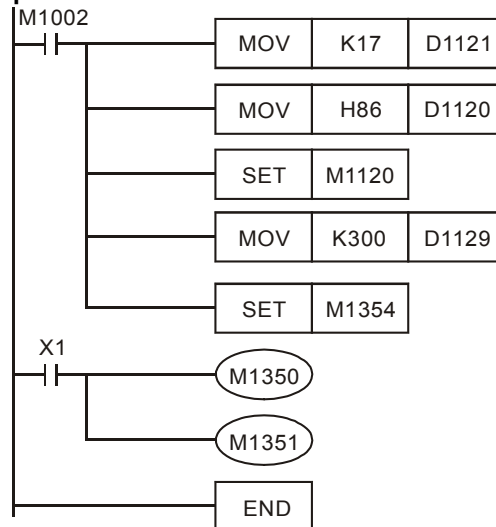 M1002
MOV K17 D1121
MOV H86 D1120
SET M1120
MOV K300 D1129
SET M1354
X1
M1350
M1351
END